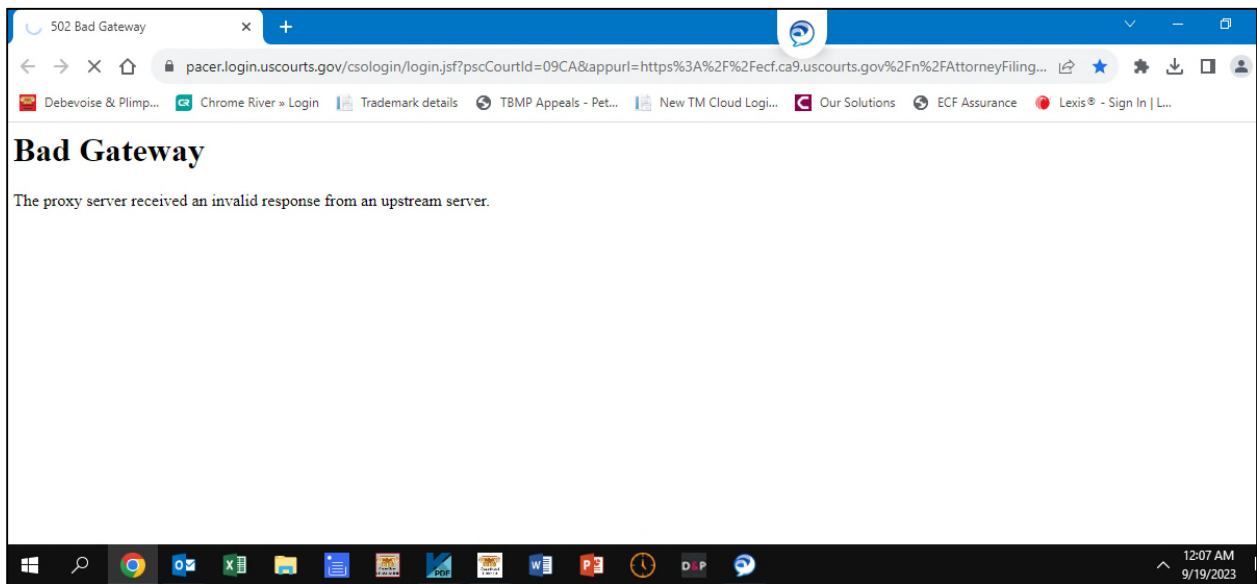 502 Bad Gateway
pacer.login.uscourts.gov/csologin/login.jsf?pscCourtId=09CA&appurl=https%3A%2F%2Fecf.ca9.uscourts.gov%2Fn%2FAttorneyFiling...
Debevoise & Plimp... CR Chrome River » Login Trademark details TBMP Appeals - Pet... New TM Cloud Logi... C Our Solutions ECF Assurance Lexis® - Sign In | L...
Bad Gateway
The proxy server received an invalid response from an upstream server.
PDF D&P 12:07 AM
9/19/2023